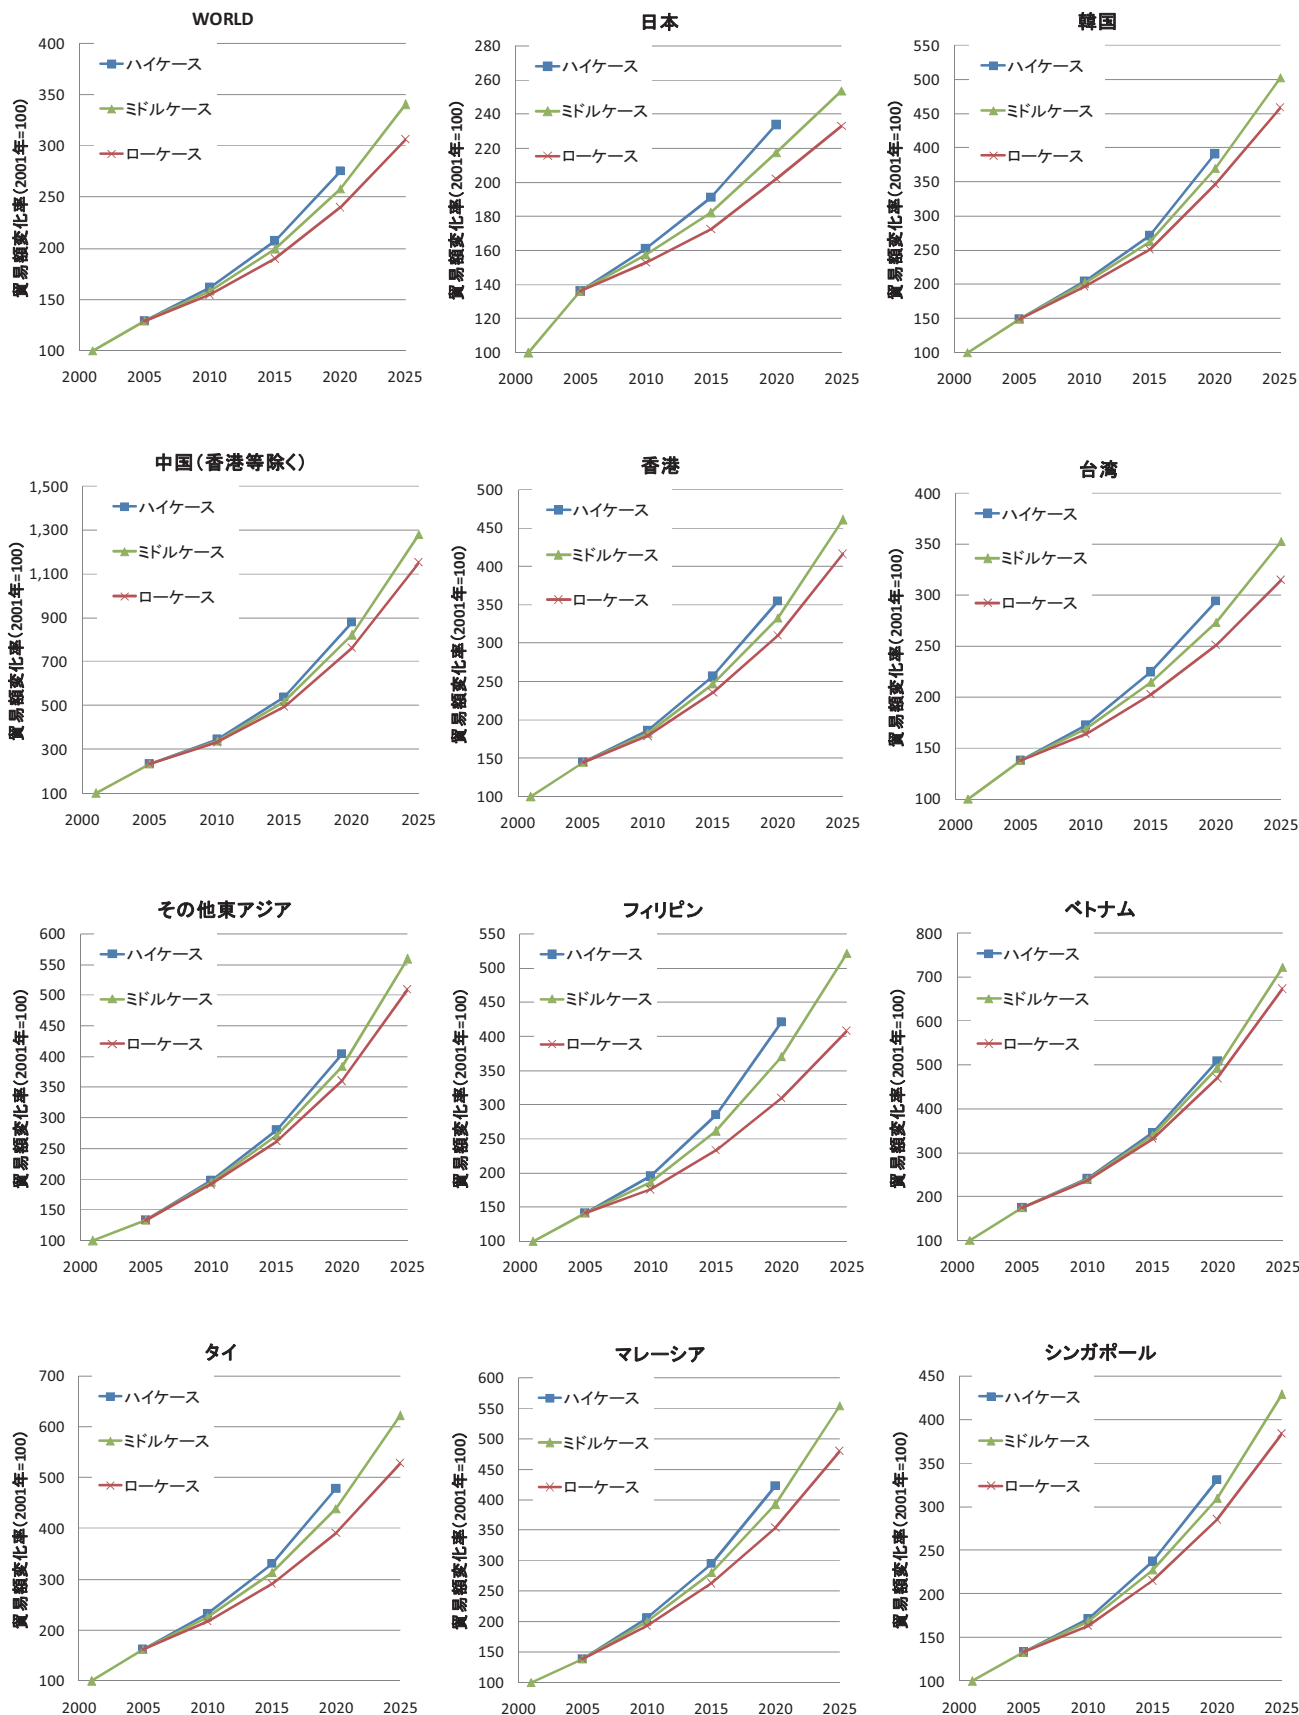 WORLD
貿易額変化率(2001年=100)
400
350
300
250
200
150
100
ハイケース
ミドルケース
ローケース
2000 2005 2010 2015 2020 2025
日本
貿易額変化率(2001年=100)
280
260
240
220
200
180
160
140
120
100
ハイケース
ミドルケース
ローケース
2000 2005 2010 2015 2020 2025
韓国
貿易額変化率(2001年=100)
550
500
450
400
350
300
250
200
150
100
ハイケース
ミドルケース
ローケース
2000 2005 2010 2015 2020 2025
中国(香港等除く)
貿易額変化率(2001年=100)
1,500
1,300
1,100
900
700
500
300
100
ハイケース
ミドルケース
ローケース
2000 2005 2010 2015 2020 2025
香港
貿易額変化率(2001年=100)
500
450
400
350
300
250
200
150
100
ハイケース
ミドルケース
ローケース
2000 2005 2010 2015 2020 2025
台湾
貿易額変化率(2001年=100)
400
350
300
250
200
150
100
ハイケース
ミドルケース
ローケース
2000 2005 2010 2015 2020 2025
その他東アジア
貿易額変化率(2001年=100)
600
550
500
450
400
350
300
250
200
150
100
ハイケース
ミドルケース
ローケース
2000 2005 2010 2015 2020 2025
フィリピン
貿易額変化率(2001年=100)
550
500
450
400
350
300
250
200
150
100
ハイケース
ミドルケース
ローケース
2000 2005 2010 2015 2020 2025
ベトナム
貿易額変化率(2001年=100)
800
700
600
500
400
300
200
100
ハイケース
ミドルケース
ローケース
2000 2005 2010 2015 2020 2025
タイ
貿易額変化率(2001年=100)
700
600
500
400
300
200
100
ハイケース
ミドルケース
ローケース
2000 2005 2010 2015 2020 2025
マレーシア
貿易額変化率(2001年=100)
600
550
500
450
400
350
300
250
200
150
100
ハイケース
ミドルケース
ローケース
2000 2005 2010 2015 2020 2025
シンガポール
貿易額変化率(2001年=100)
450
400
350
300
250
200
150
100
ハイケース
ミドルケース
ローケース
2000 2005 2010 2015 2020 2025